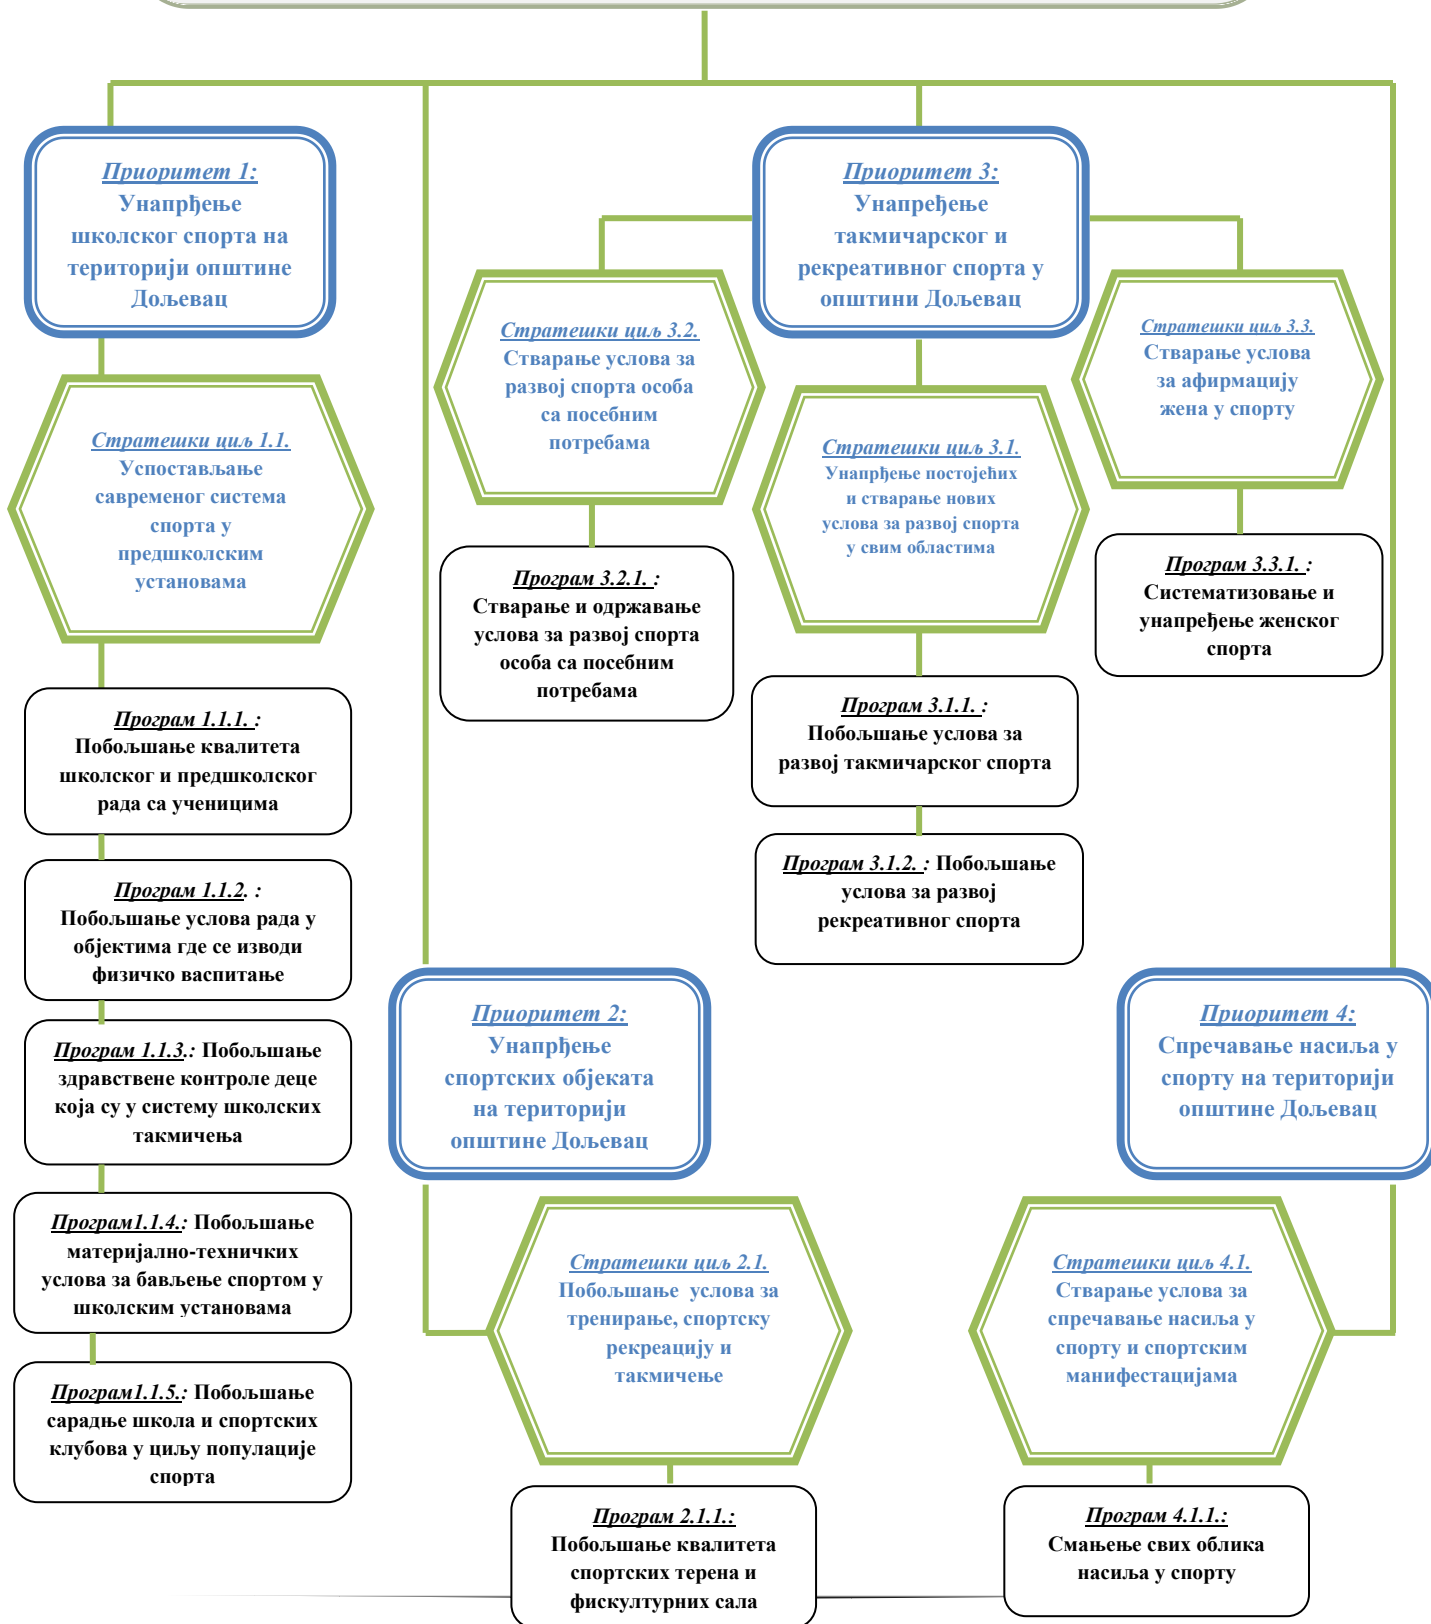 Приоритет 1:
Унапрђење
школског спорта на
територији општине
Дољевац
Стратешки циљ 1.1.
Успостављање
савременог система
спорта у
предшколским
установама
Програм 1.1.1. :
Побољшање квалитета
школског и предшколског
рада са ученицима
Програм 1.1.2. :
Побољшање услова рада у
објектима где се изводи
физичко васпитање
Програм 1.1.3.: Побољшање
здравствене контроле деце
која су у систему школских
такмичења
Програм1.1.4.: Побољшање
материјално-техничких
услова за бављење спортом у
школским установама
Програм1.1.5.: Побољшање
сарадње школа и спортских
клубова у циљу популације
спорта
Приоритет 2:
Унапрђење
спортских објеката
на територији
општине Дољевац
Стратешки циљ 2.1.
Побољшање  услова за
тренирање, спортску
рекреацију и
такмичење
Програм 2.1.1.:
Побољшање квалитета
спортских терена и
фискултурних сала
Приоритет 3:
Унапређење
такмичарског и
рекреативног спорта у
општини Дољевац
Стратешки циљ 3.2.
Стварање услова за
развој спорта особа
са посебним
потребама
Програм 3.2.1. :
Стварање и одржавање
услова за развој спорта
особа са посебним
потребама
Стратешки циљ 3.1.
Унапрђење постојећих
и стварање нових
услова за развој спорта
у свим областима
Програм 3.1.1. :
Побољшање услова за
развој такмичарског спорта
Програм 3.1.2. : Побољшање
услова за развој
рекреативног спорта
Стратешки циљ 3.3.
Стварање услова
за афирмацију
жена у спорту
Програм 3.3.1. :
Систематизовање и
унапређење женског
спорта
Приоритет 4:
Спречавање насиља у
спорту на територији
општине Дољевац
Стратешки циљ 4.1.
Стварање услова за
спречавање насиља у
спорту и спортским
манифестацијама
Програм 4.1.1.:
Смањење свих облика
насиља у спорту